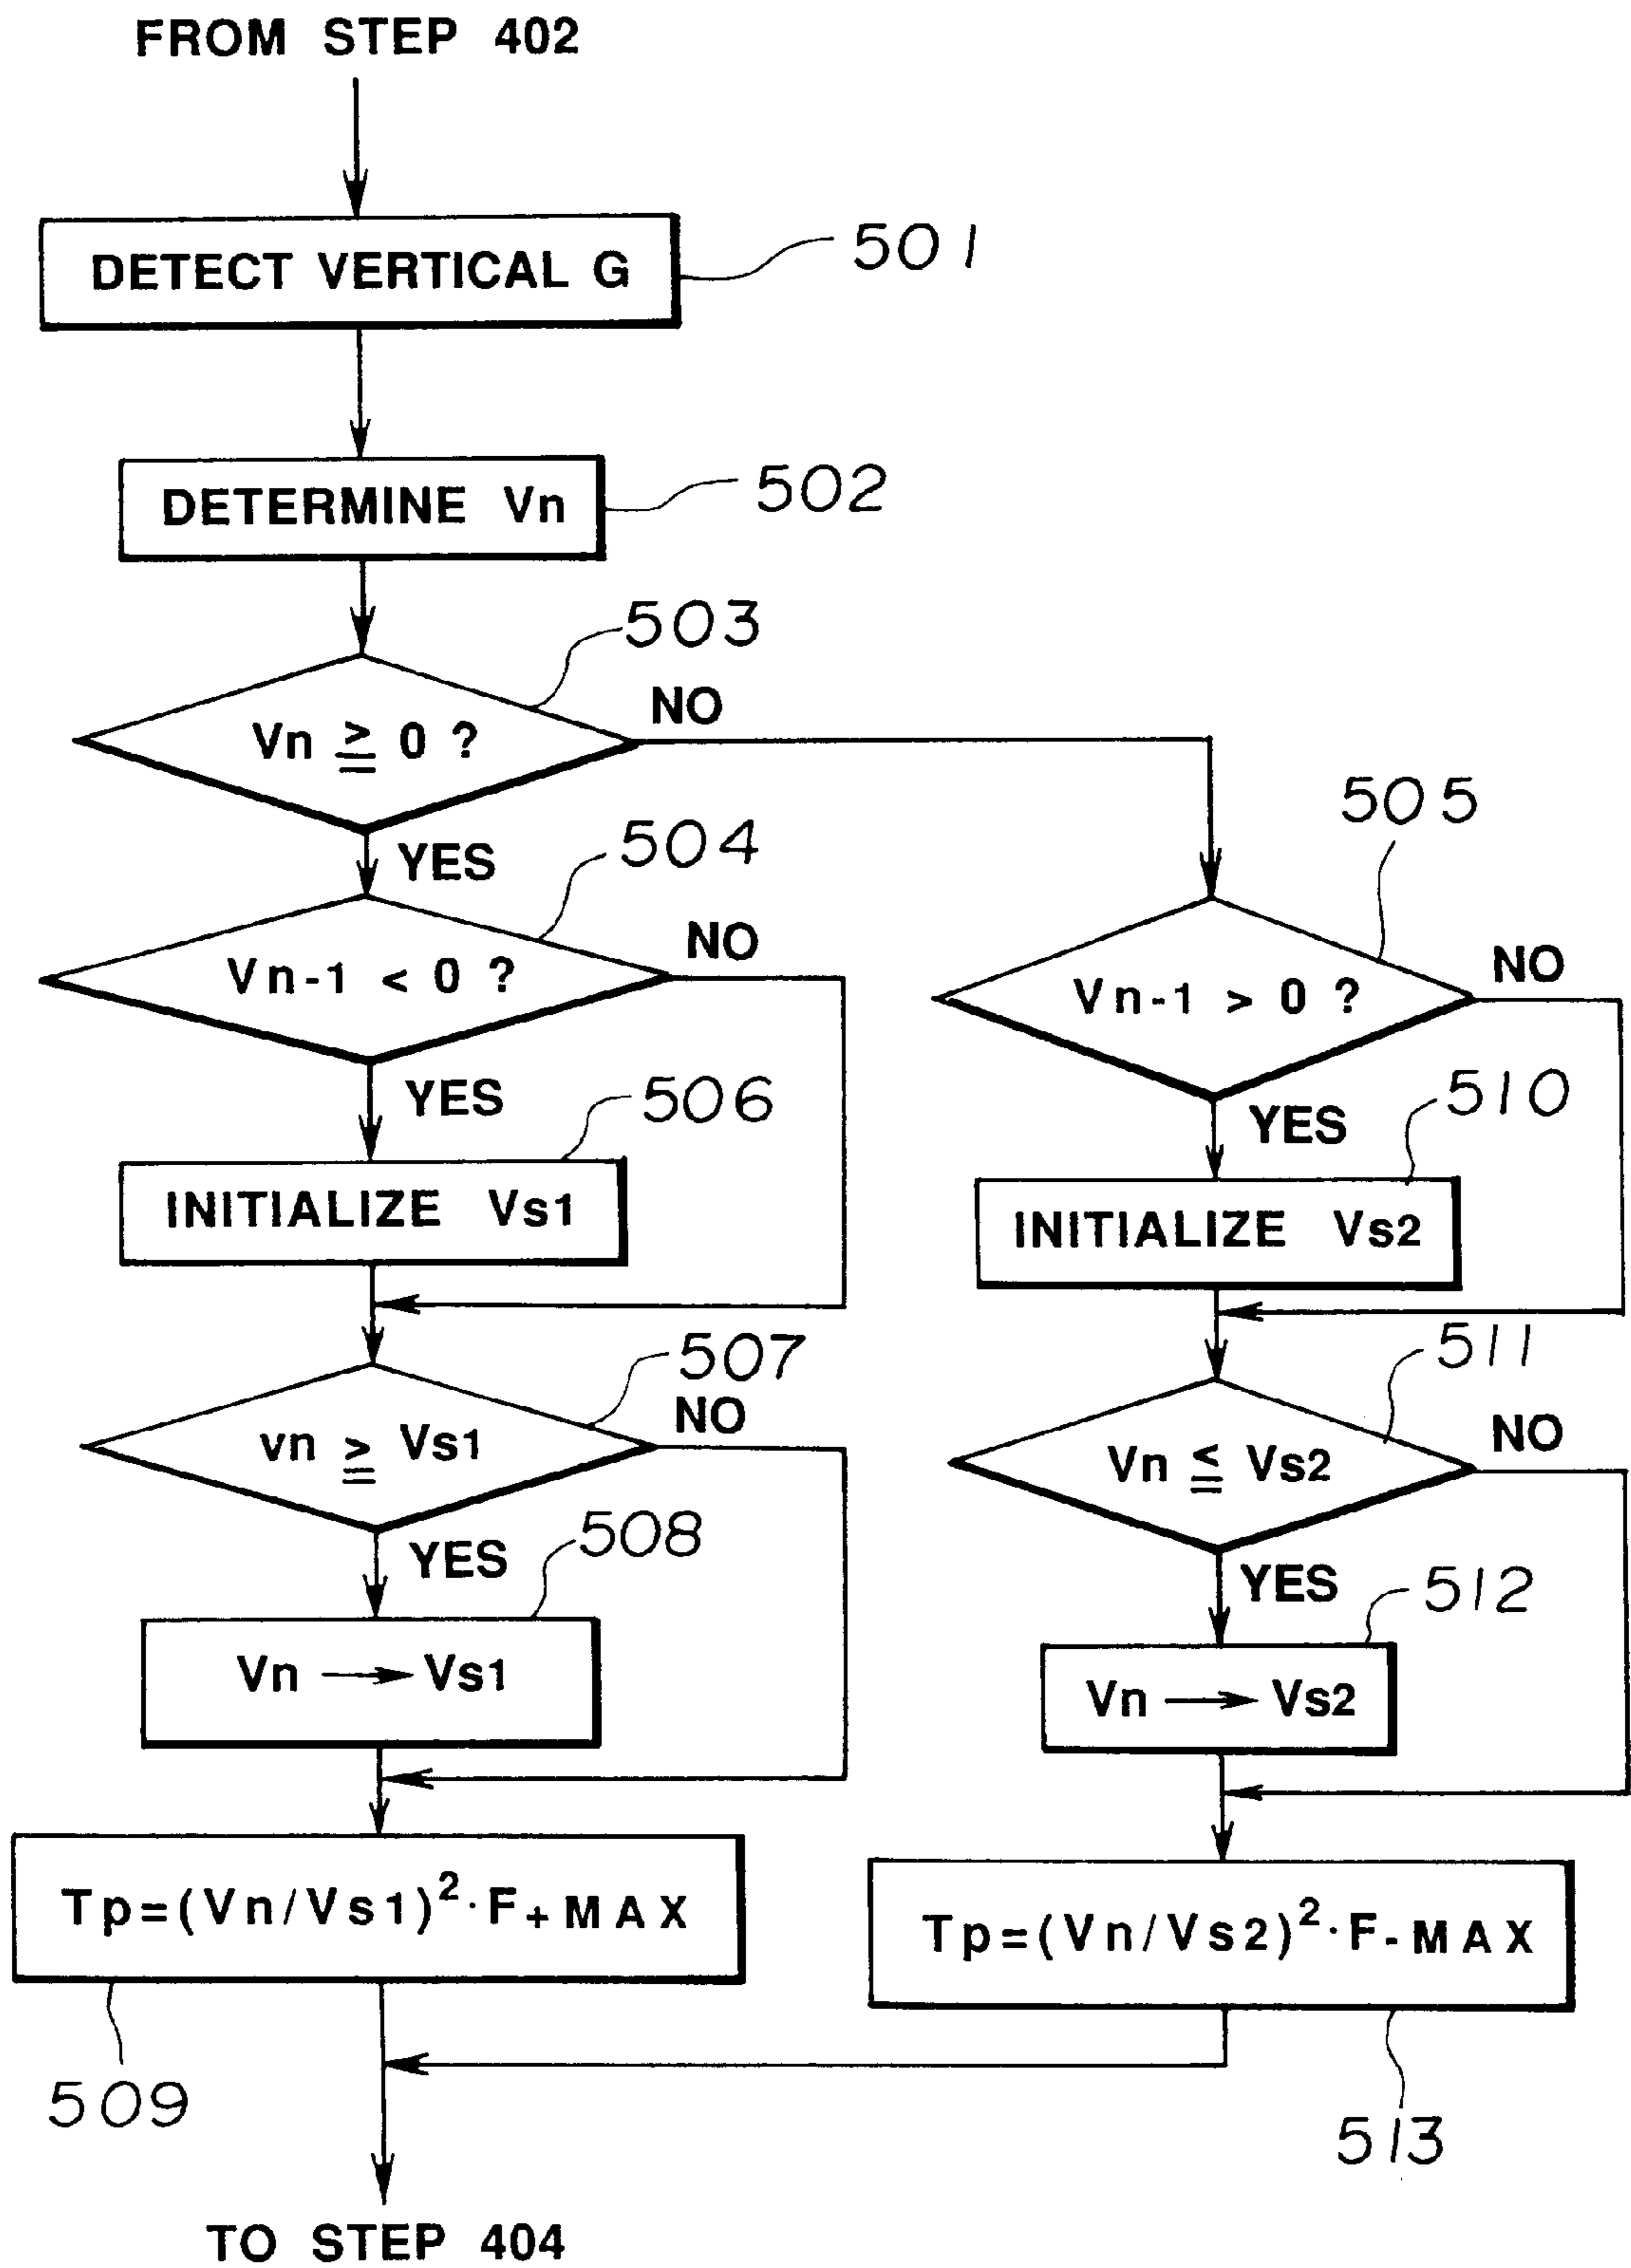 FROM STEP 402
DETECT VERTICAL G
501
DETERMINE Vn
502
503
Vn ≧ 0 ?
NO
YES
504
505
Vn-1 < 0 ?
NO
Vn-1 > 0 ?
NO
YES
506
YES
510
INITIALIZE Vs1
INITIALIZE Vs2
507
511
vn ≧ Vs1
NO
Vn ≦ Vs2
NO
YES
508
YES
512
Vn → Vs1
Vn → Vs2
Tp=(Vn/Vs1)²·F+MAX
Tp=(Vn/Vs2)²·F-MAX
509
513
TO STEP 404